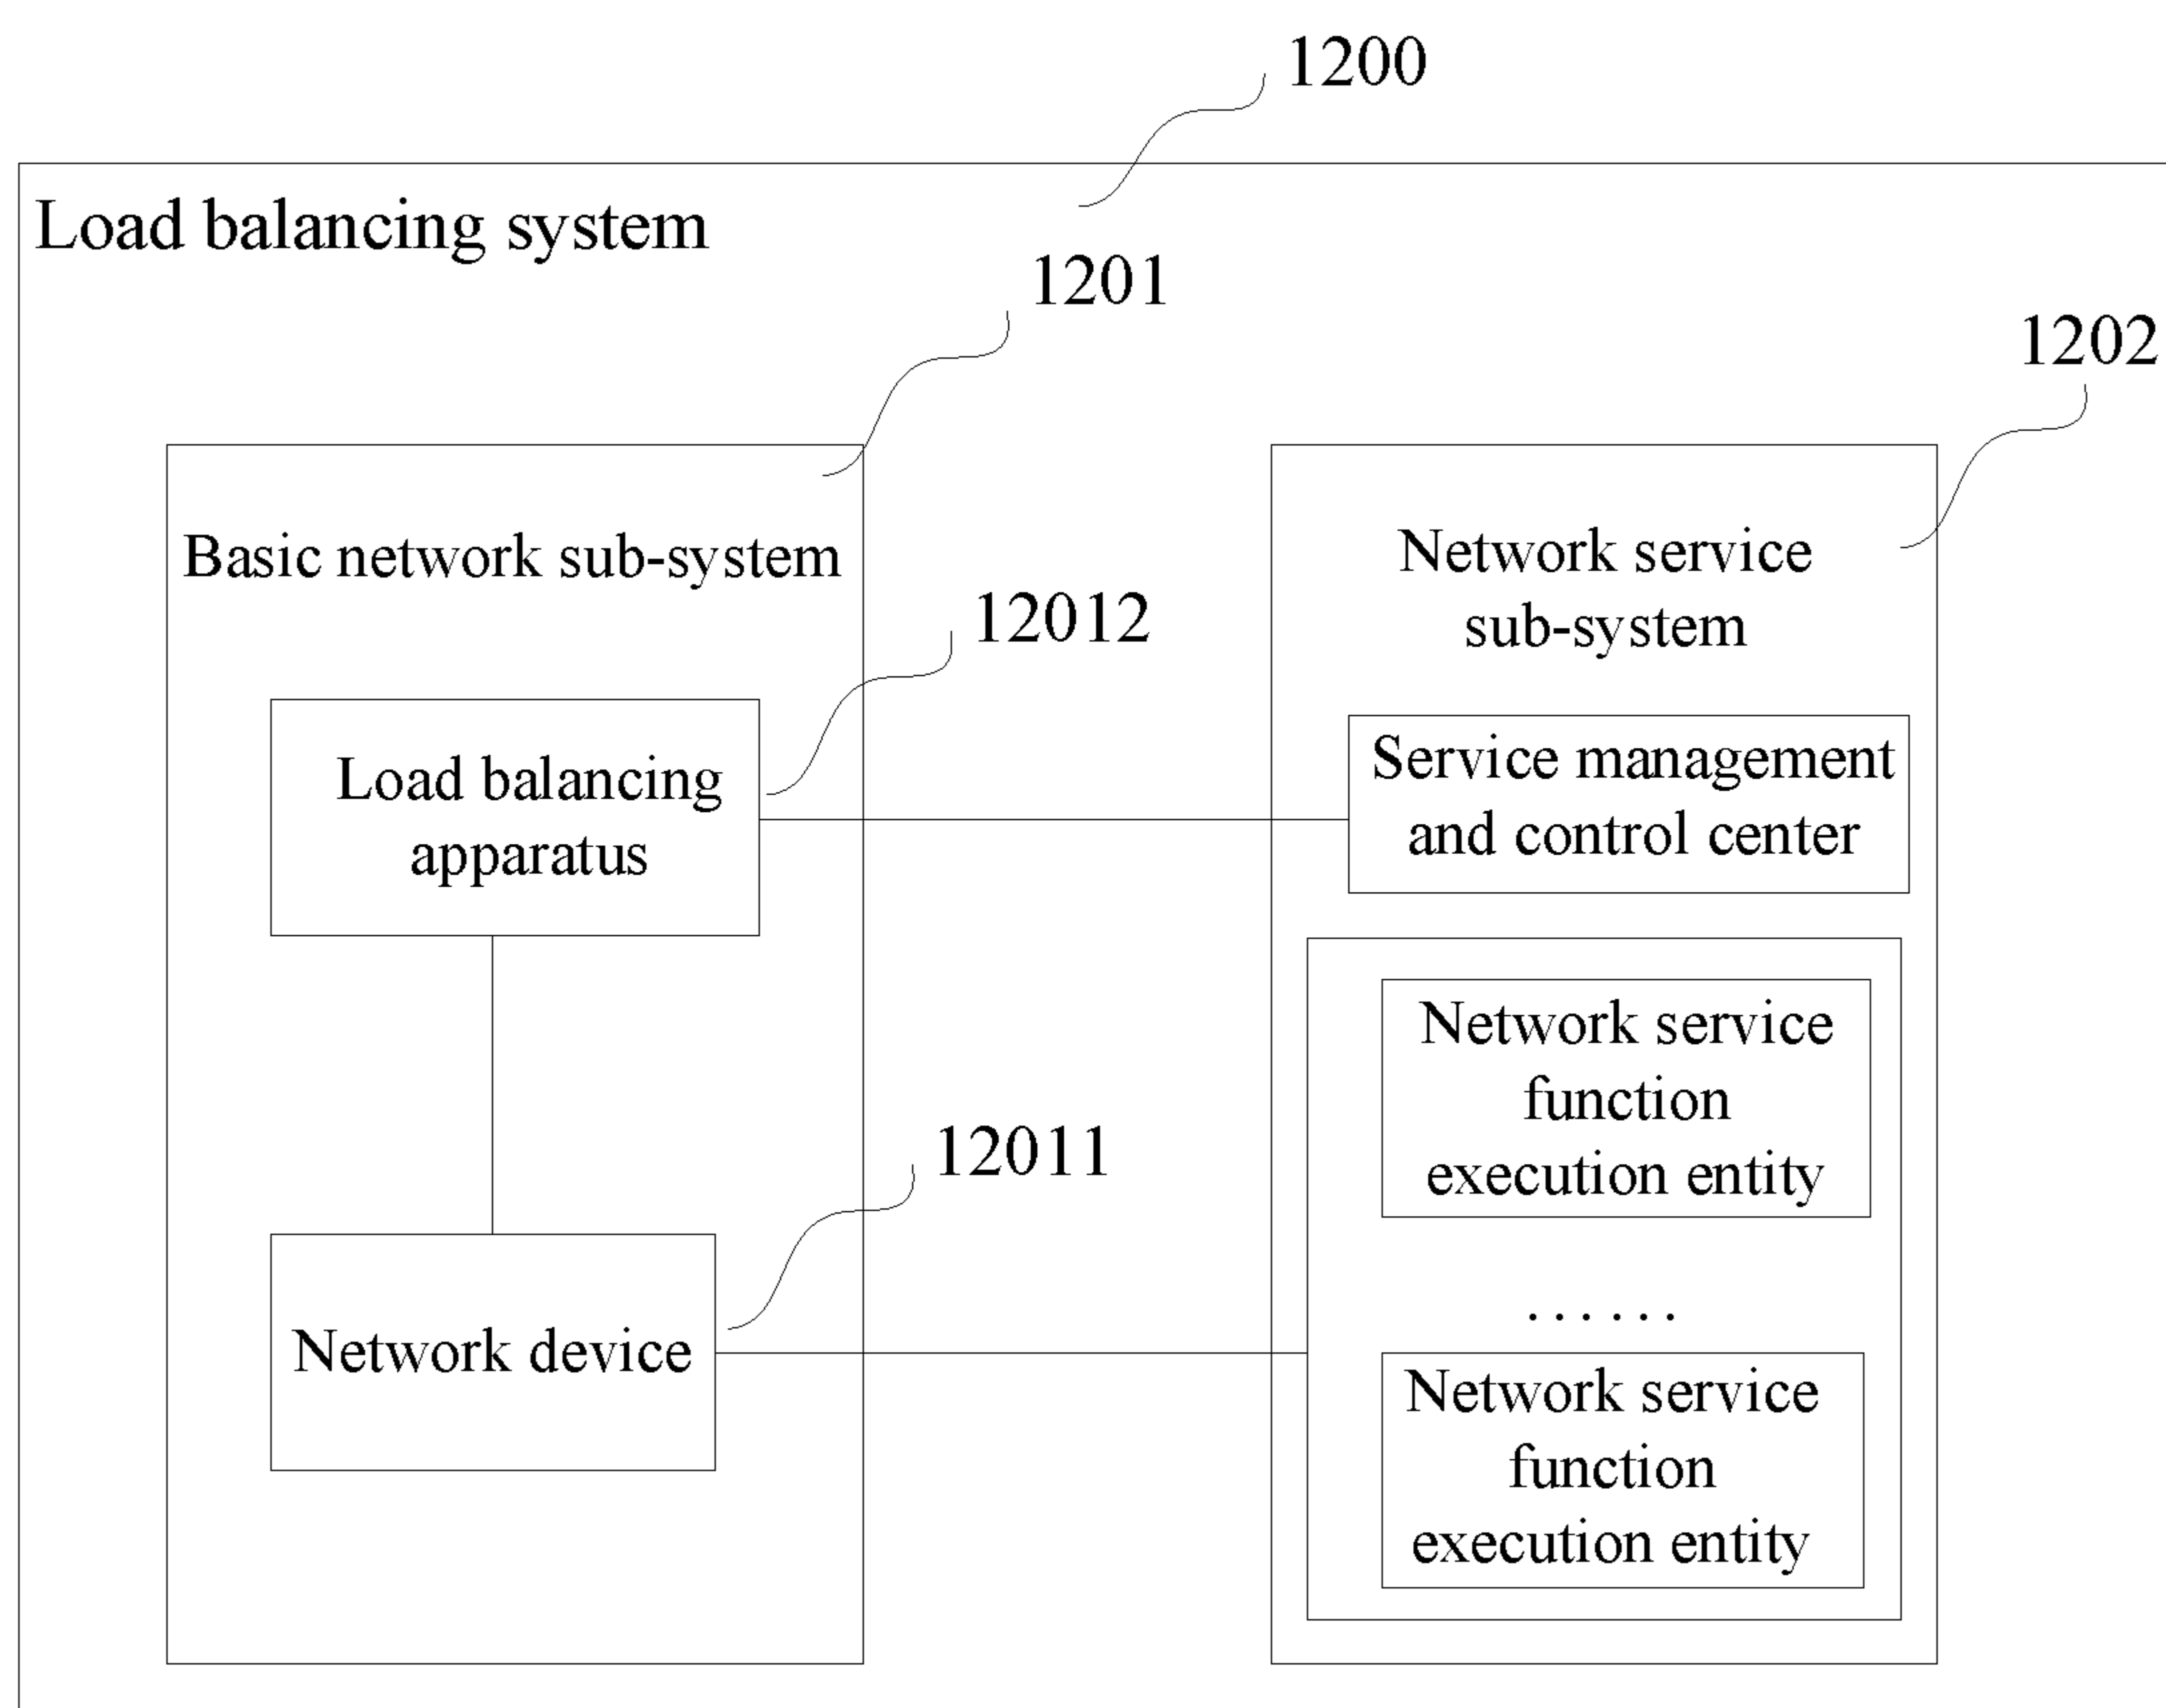 1200
Load balancing system
1201
1202
Basic network sub-system
12012
Load balancing
apparatus
12011
Network device
Network service
sub-system
Service management
and control center
Network service
function
execution entity
......
Network service
function
execution entity